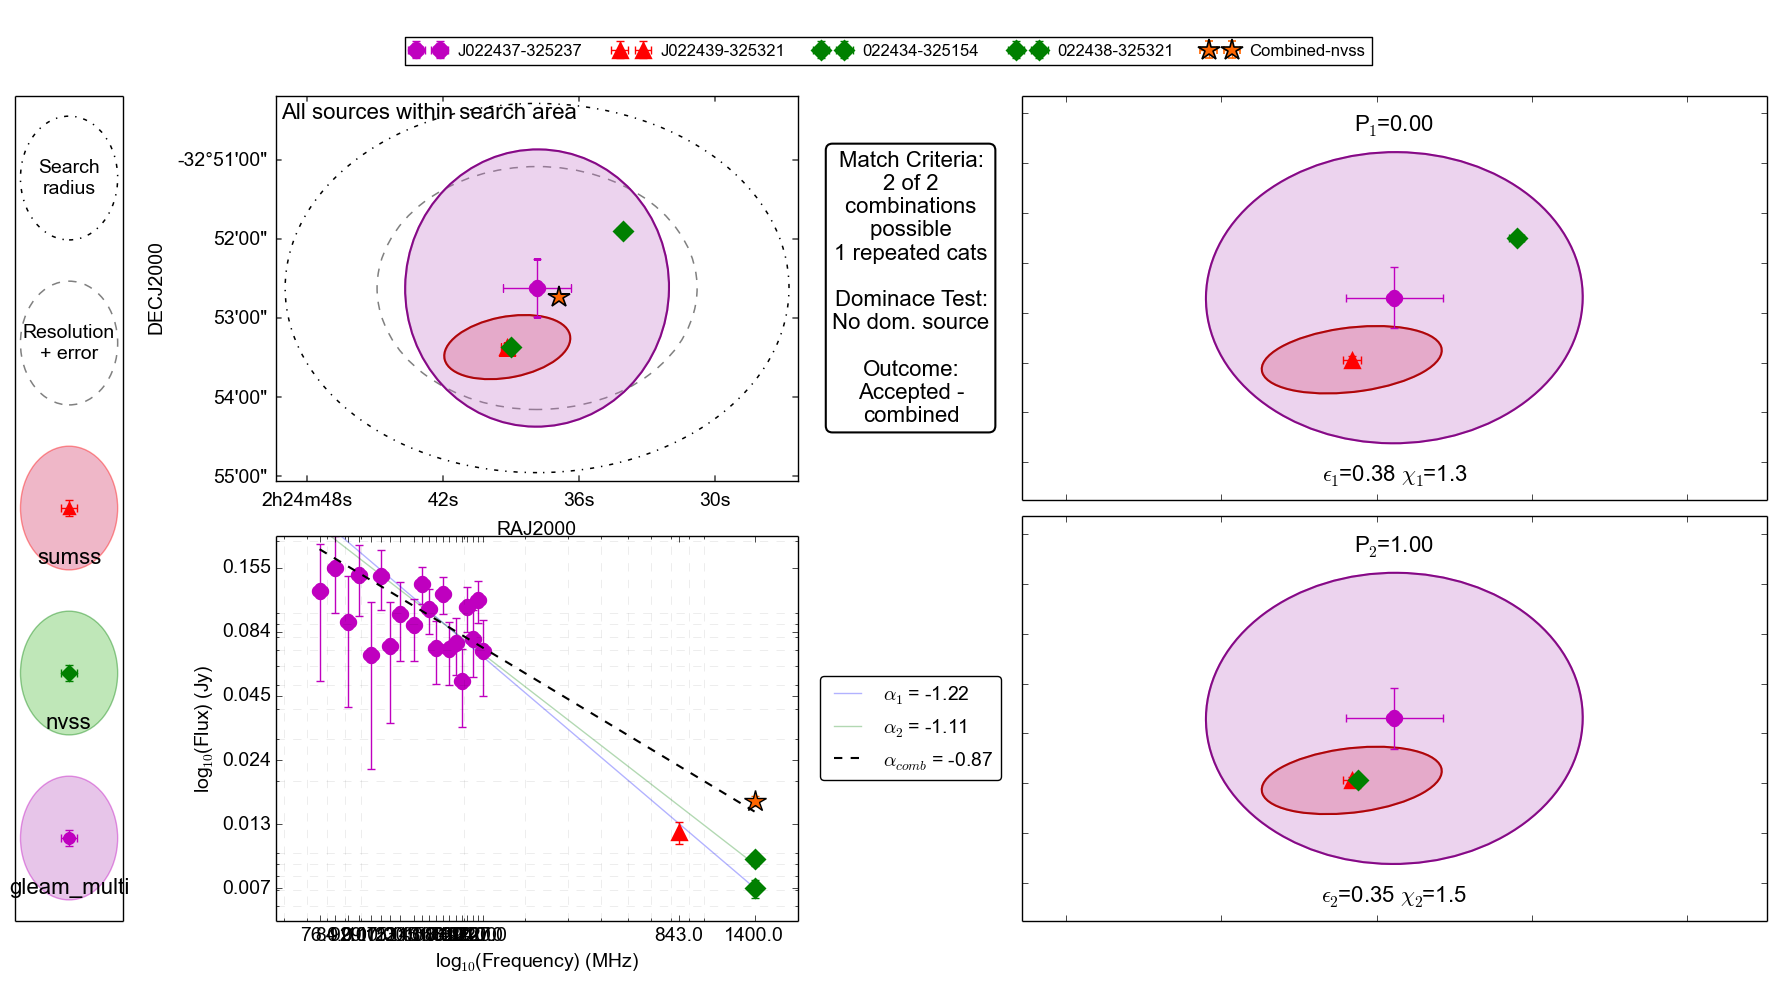 J022437-325237 J022439-325321 022434-325154 022438-325321 Combined-nvss
Search
radius
Resolution
+ error
sumss
nvss
gleam_multi
All sources within search area
DECJ2000
-32°51'00"
52'00"
53'00"
54'00"
55'00"
2h24m48s 42s 36s 30s
RAJ2000
Match Criteria:
2 of 2
combinations
possible
1 repeated cats
Dominace Test:
No dom. source
Outcome:
Accepted -
combined
log10(Flux) (Jy)
0.155
0.084
0.045
0.024
0.013
0.007
843.0 1400.0
log10(Frequency) (MHz)
α1 = -1.22
α2 = -1.11
αcomb = -0.87
P1=0.00
ϵ1=0.38 χ1=1.3
P2=1.00
ϵ2=0.35 χ2=1.5